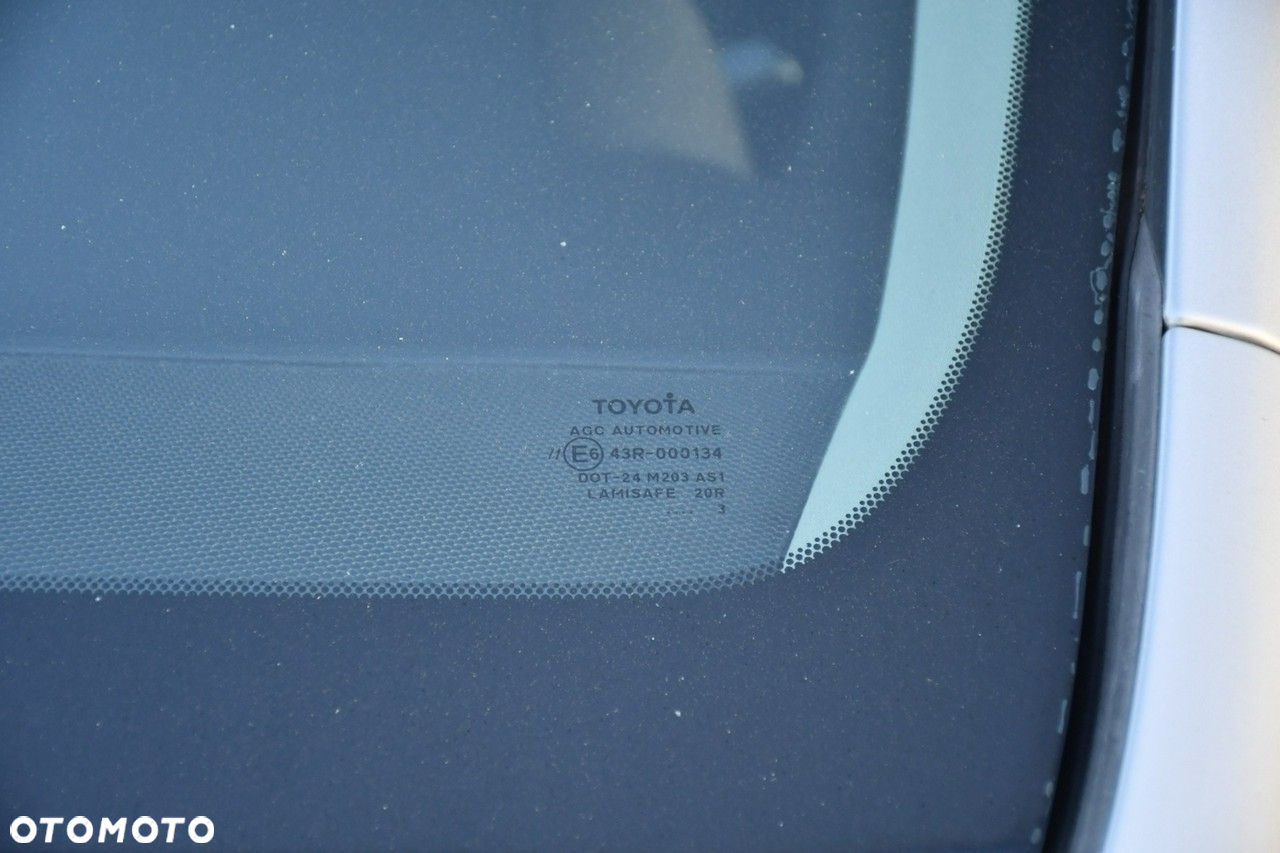 TOYOTA
AGC AUTOMOTIVE
// E6 43R-000134
DOT-24 M203 AS1
LAMISAFE 20R
.... 3
OTOMOTO